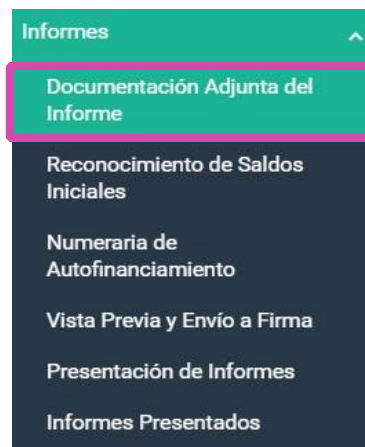 Informes
Documentación Adjunta del
Informe
Reconocimiento de Saldos
Iniciales
Numeraria de
Autofinanciamiento
Vista Previa y Envío a Firma
Presentación de Informes
Informes Presentados